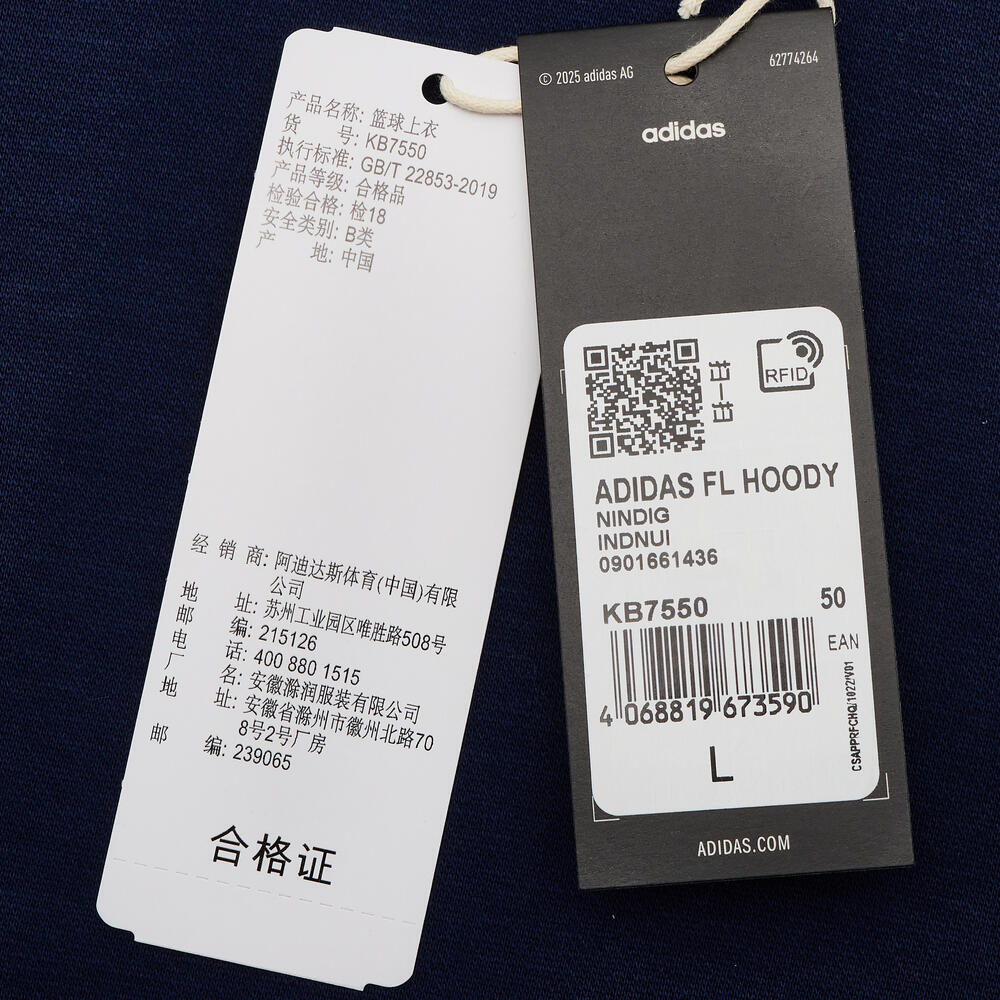 产品名称: 篮球上衣
货 号: KB7550
执行标准: GB/T 22853-2019
产品等级: 合格品
检验合格: 检18
安全类别: B类
产 地: 中国
经 销 商: 阿迪达斯体育(中国)有限
公司
地 址: 苏州工业园区唯胜路508号
邮 编: 215126
电 话: 400 880 1515
厂 名: 安徽滁润服装有限公司
地 址: 安徽省滁州市徽州北路70
8号2号厂房
邮 编: 239065
合格证
© 2025 adidas AG
62774264
adidas
RFID
ADIDAS FL HOODY
NINDIG
INDNUI
0901661436
KB7550
50
EAN
4 068819 673590
CSAPPRFCHQ/1022/V01
L
ADIDAS.COM